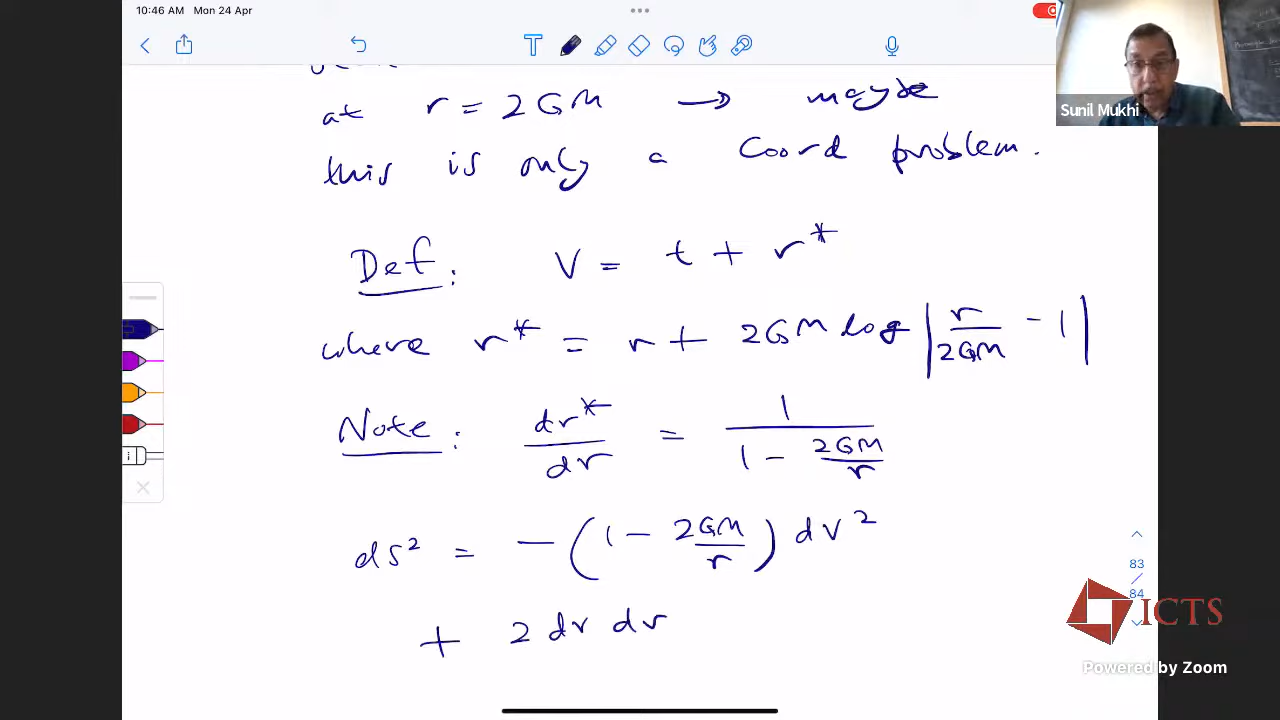 10:46 AM Mon 24 Apr
at r = 2GM → maybe
this is only a coord problem.
Sunil Mukhi
Def: V = t + r*
where r* = r + 2GM log | r/2GM - 1 |
Note: dr*/dr = 1/(1 - 2GM/r)
ds² = - (1 - 2GM/r) dv²
+ 2 dv dr
83
/
84
ICTS
Powered by Zoom